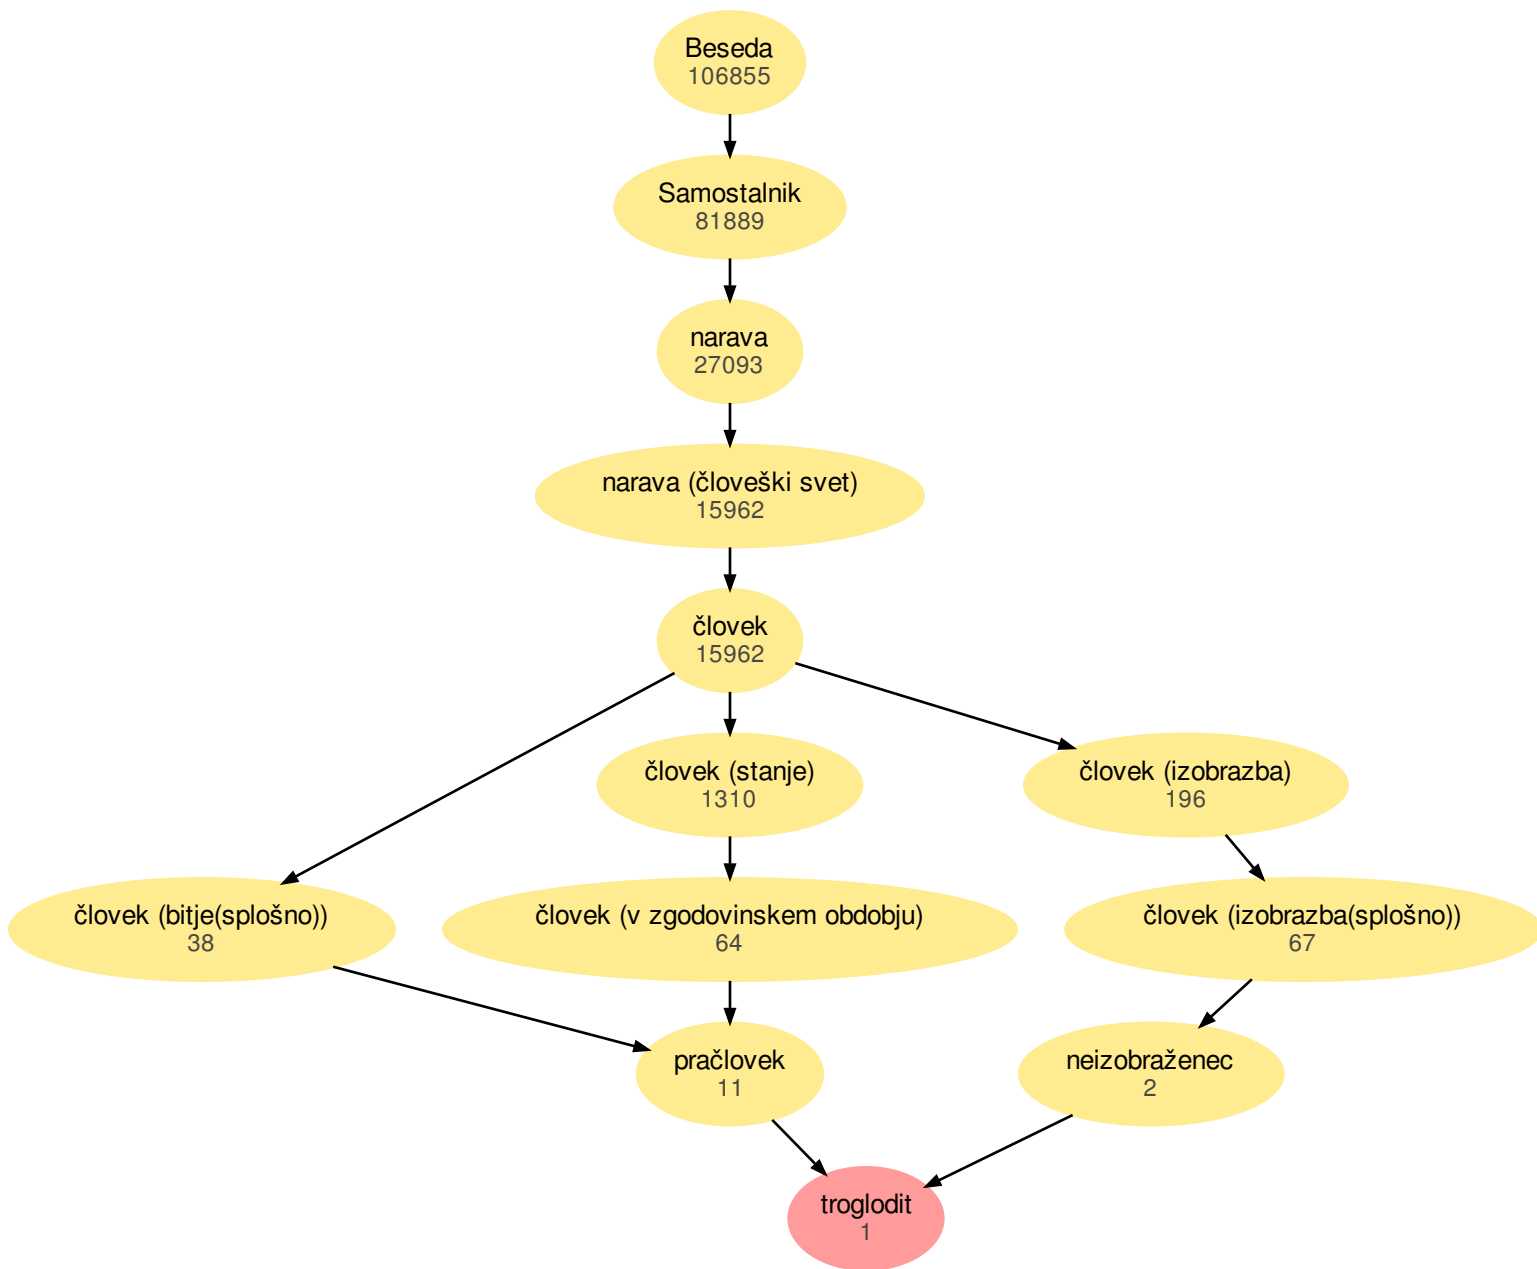 Beseda
106855
Samostalnik
81889
narava
27093
narava (človeški svet)
15962
človek
15962
človek (stanje)
1310
človek (izobrazba)
196
človek (bitje(splošno))
38
človek (v zgodovinskem obdobju)
64
človek (izobrazba(splošno))
67
pračlovek
11
neizobraženec
2
troglodit
1